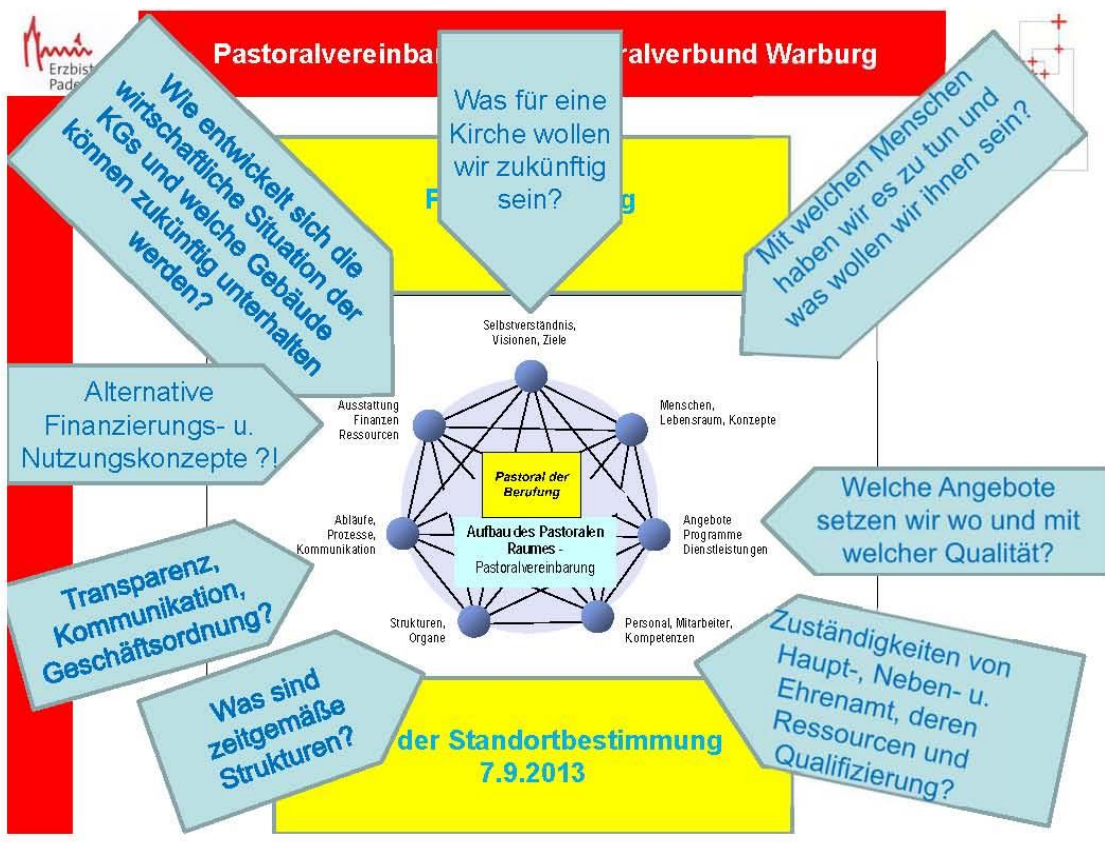 Erzbist
Pade
Pastoralvereinbar
ralverbund Warburg
Wie entwickelt sich die
wirtschaftliche Situation der
KGs und welche Gebäude
können zukünftig unterhalten
werden?
Was für eine
Kirche wollen
wir zukünftig
sein?
Mit welchen Menschen
haben wir es zu tun und
was wollen wir ihnen sein?
F
g
Selbstverständnis,
Visionen, Ziele
Alternative
Finanzierungs- u.
Nutzungskonzepte ?!
Ausstattung
Finanzen
Ressourcen
Menschen,
Lebensraum, Konzepte
Pastoral der
Berufung
Welche Angebote
setzen wir wo und mit
welcher Qualität?
Abläufe,
Prozesse,
Kommunikation
Aufbau des Pastoralen
Raumes -
Pastoralvereinbarung
Angebote
Programme
Dienstleistungen
Transparenz,
Kommunikation,
Geschäftsordnung?
Strukturen,
Organe
Personal, Mitarbeiter,
Kompetenzen
Zuständigkeiten von
Haupt-, Neben- u.
Ehrenamt, deren
Ressourcen und
Qualifizierung?
Was sind
zeitgemäße
Strukturen?
der Standortbestimmung
7.9.2013